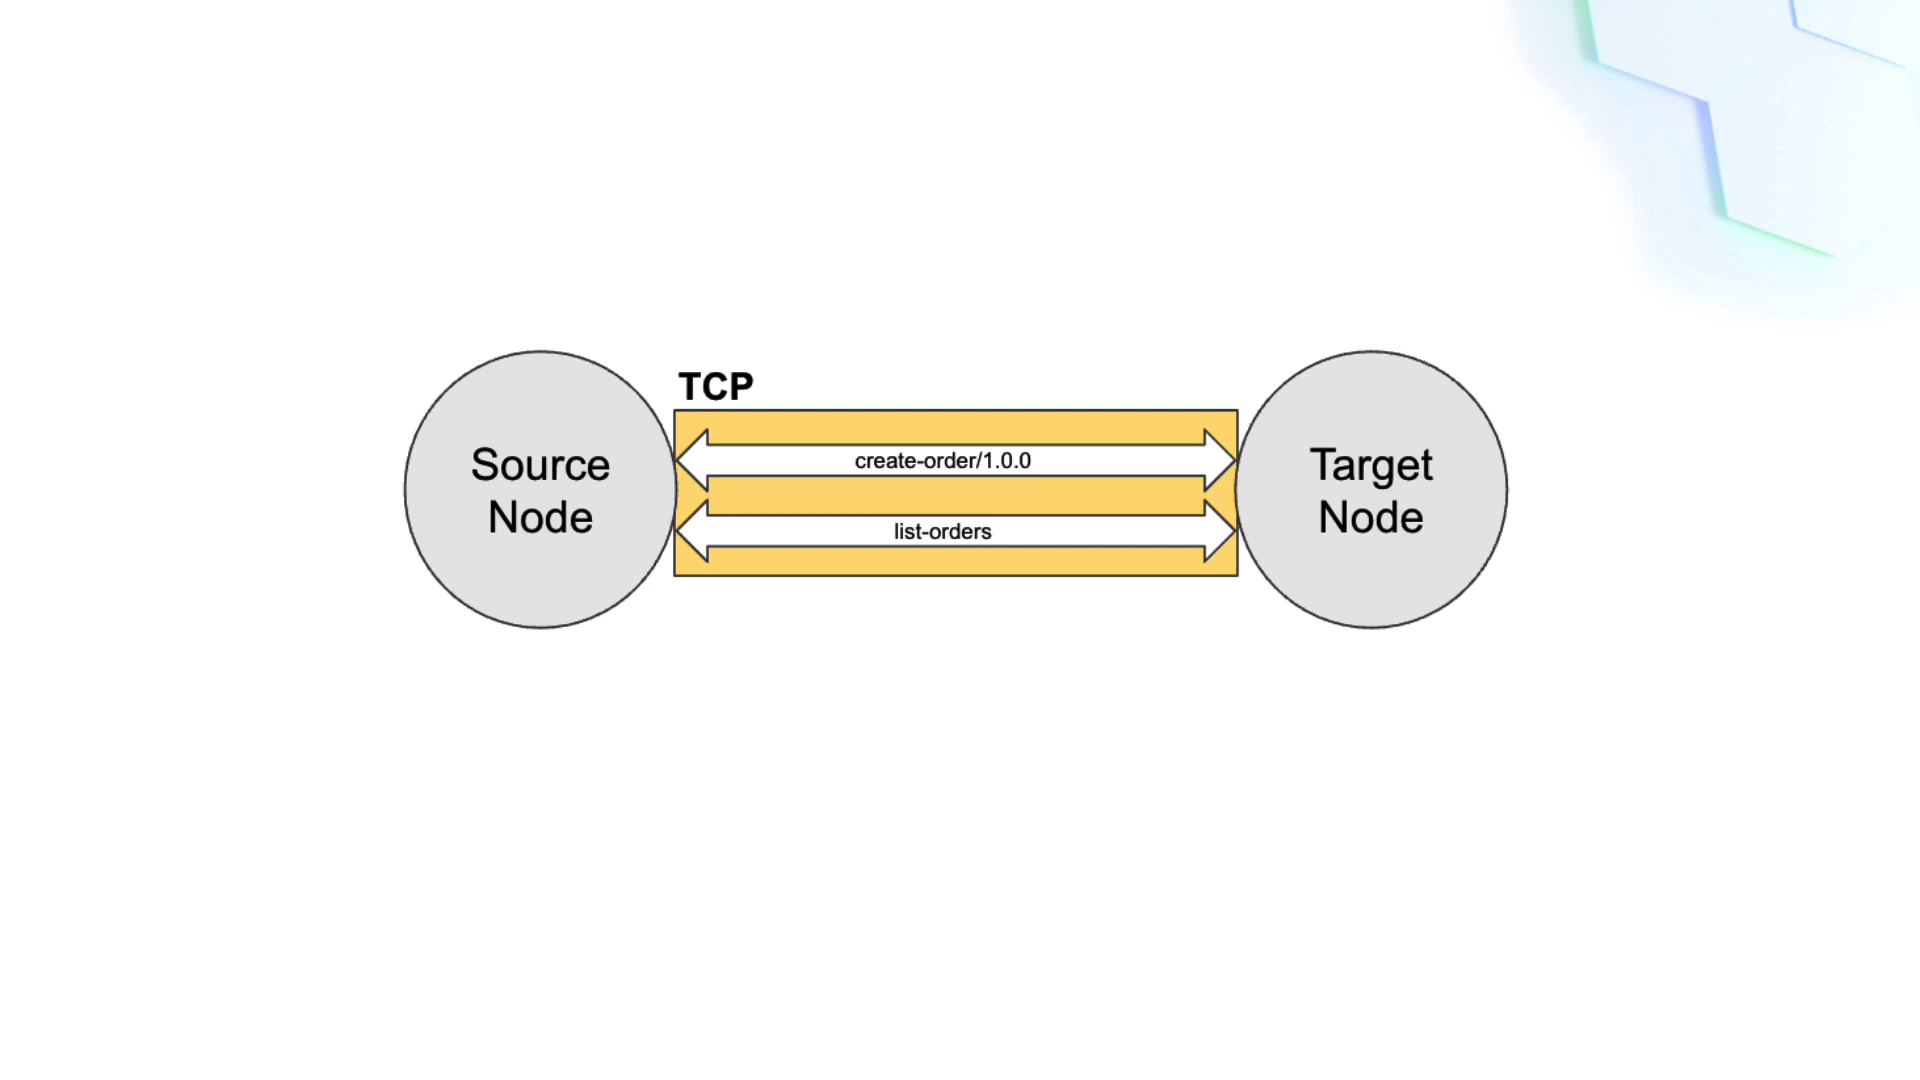 TCP
Source
Node
create-order/1.0.0
list-orders
Target
Node